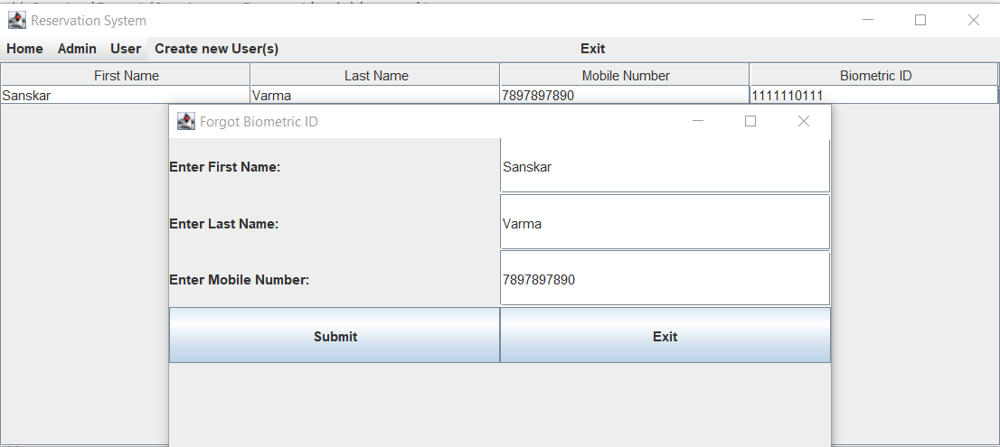 Reservation System
Home Admin User Create new User(s) Exit
First Name Last Name Mobile Number Biometric ID
Sanskar Varma 7897897890 1111110111
Forgot Biometric ID
Enter First Name: Sanskar
Enter Last Name: Varma
Enter Mobile Number: 7897897890
Submit Exit